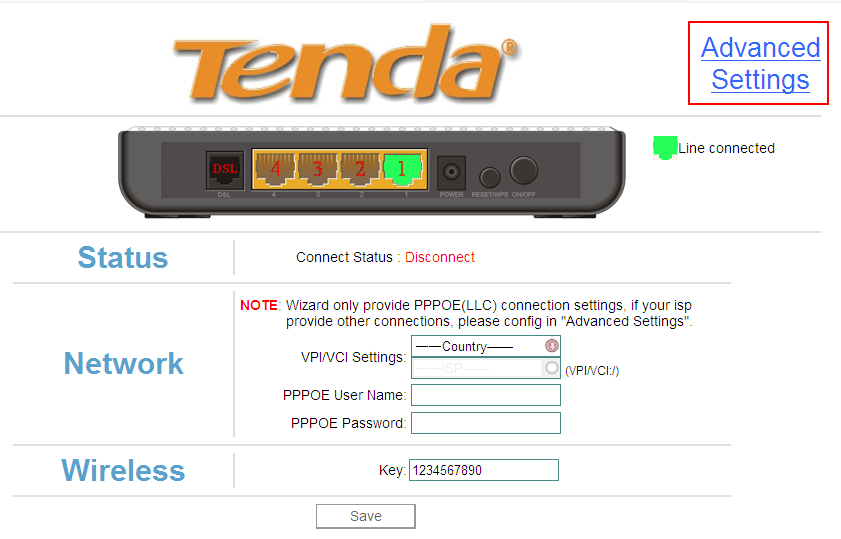 Tenda®
Advanced
Settings
Line connected
DSL 4 3 2 1
DSL 4 3 2 1 POWER RESET/WPS ON/OFF
Status
Connect Status : Disconnect
Network
NOTE: Wizard only provide PPPOE(LLC) connection settings, if your isp
provide other connections, please config in "Advanced Settings".
VPI/VCI Settings: ——Country——
——ISP—— (VPI/VCI:/)
PPPOE User Name:
PPPOE Password:
Wireless
Key: 1234567890
Save